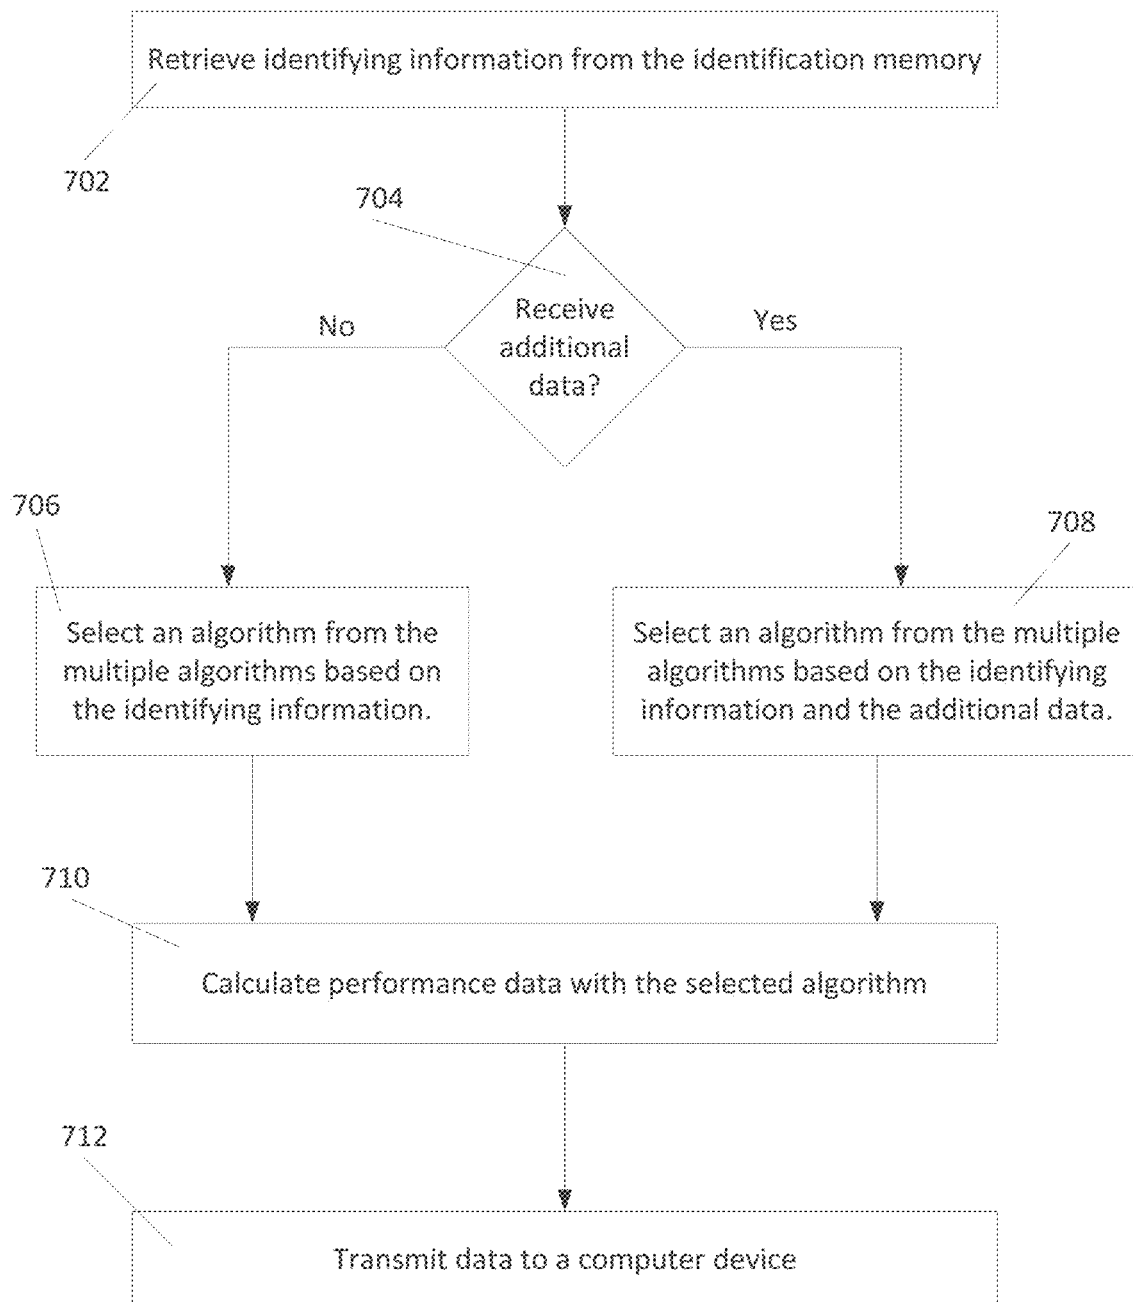 Retrieve identifying information from the identification memory
702
704
Receive
additional
data?
No
Yes
706
708
Select an algorithm from the
multiple algorithms based on
the identifying information.
Select an algorithm from the multiple
algorithms based on the identifying
information and the additional data.
710
Calculate performance data with the selected algorithm
712
Transmit data to a computer device